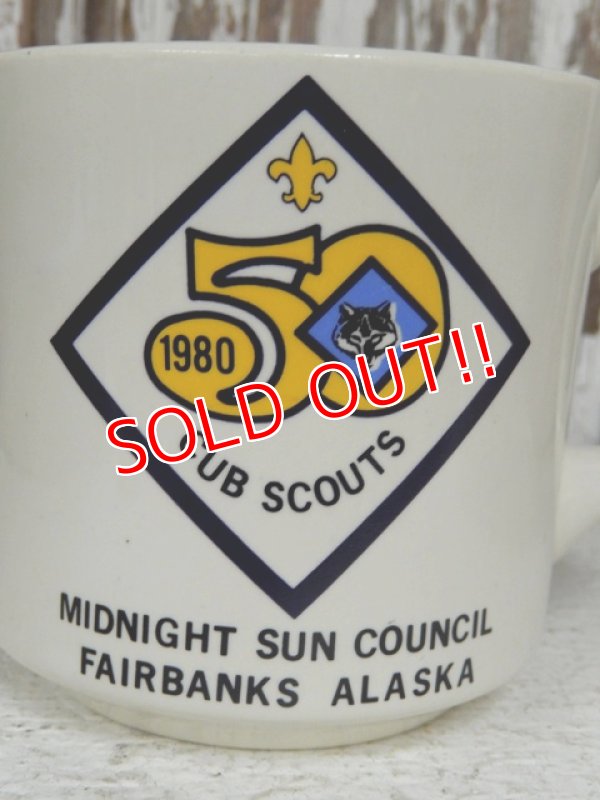 50
1980
CUB SCOUTS
SOLD OUT!!
MIDNIGHT SUN COUNCIL
FAIRBANKS ALASKA